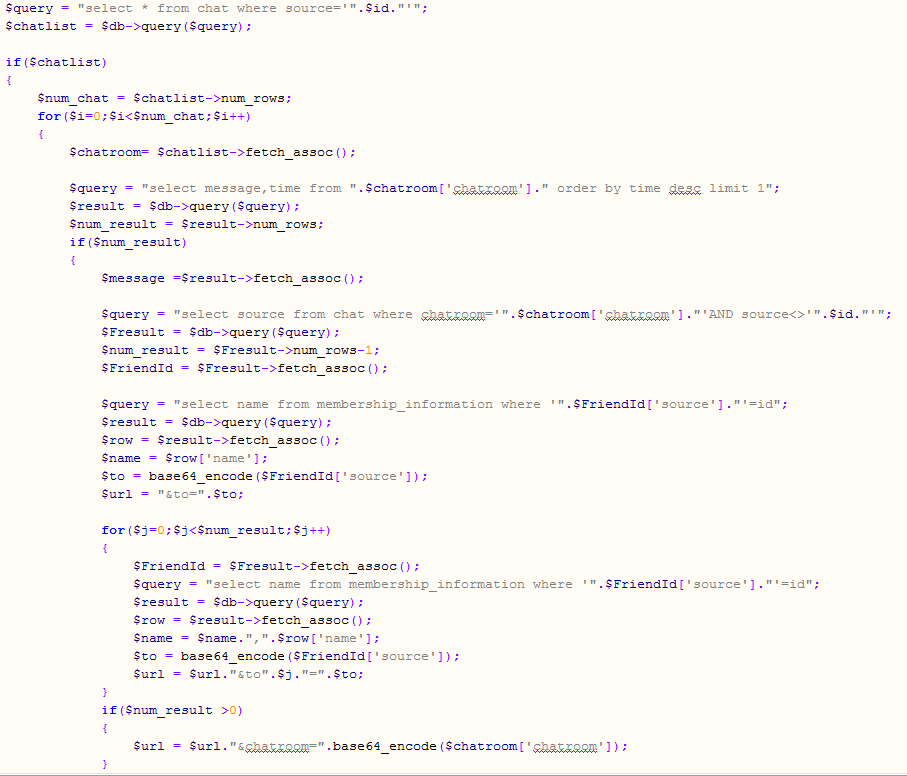 $query = "select * from chat where source='".$id."'";
$chatlist = $db->query($query);
if($chatlist)
{
$num_chat = $chatlist->num_rows;
for($i=0;$i<$num_chat;$i++)
{
$chatroom= $chatlist->fetch_assoc();
$query = "select message,time from ".$chatroom['chatroom']." order by time desc limit 1";
$result = $db->query($query);
$num_result = $result->num_rows;
if($num_result)
{
$message =$result->fetch_assoc();
$query = "select source from chat where chatroom='".$chatroom['chatroom']."'AND source<>'".$id."'";
$Fresult = $db->query($query);
$num_result = $Fresult->num_rows-1;
$FriendId = $Fresult->fetch_assoc();
$query = "select name from membership_information where '".$FriendId['source']."'=id";
$result = $db->query($query);
$row = $result->fetch_assoc();
$name = $row['name'];
$to = base64_encode($FriendId['source']);
$url = "&to=".$to;
for($j=0;$j<$num_result;$j++)
{
$FriendId = $Fresult->fetch_assoc();
$query = "select name from membership_information where '".$FriendId['source']."'=id";
$result = $db->query($query);
$row = $result->fetch_assoc();
$name = $name.",".$row['name'];
$to = base64_encode($FriendId['source']);
$url = $url."&to".$j."=".$to;
}
if($num_result >0)
{
$url = $url."&chatroom=".base64_encode($chatroom['chatroom']);
}